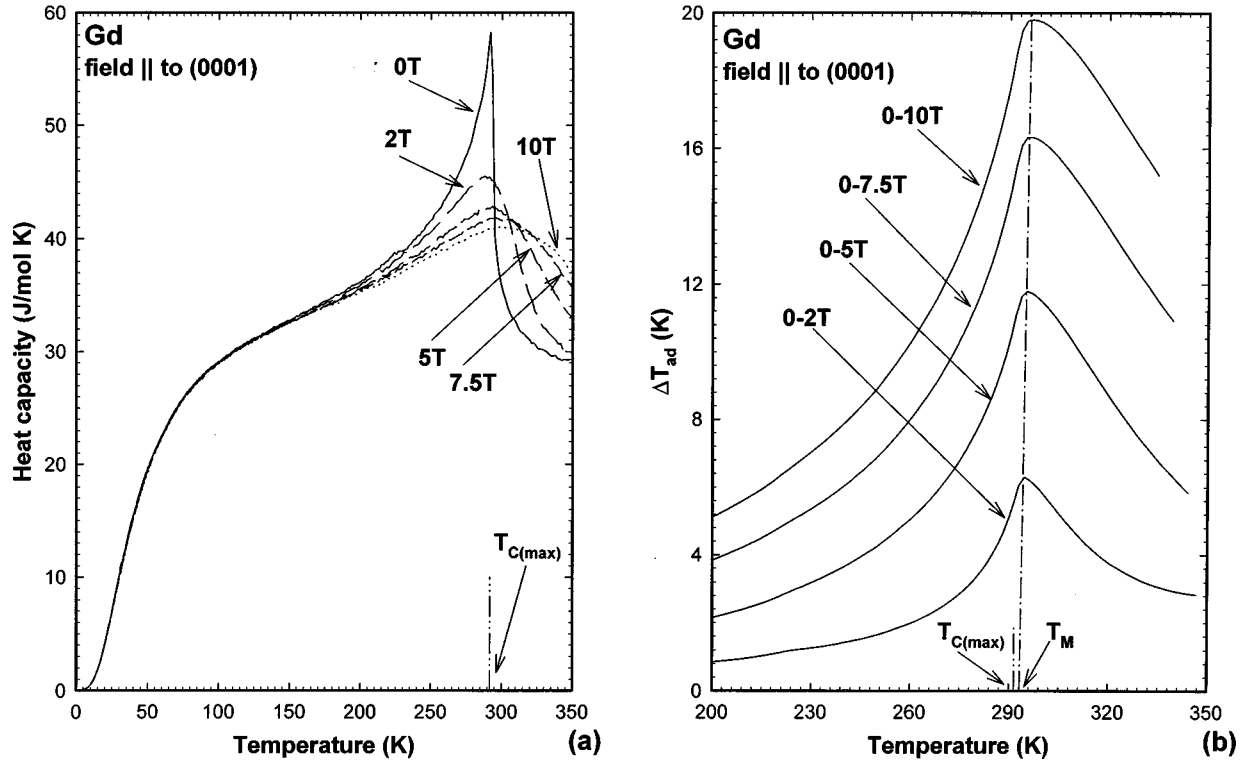 Gd
field || to (0001)
0T
2T
10T
5T
7.5T
T_C(max)
Heat capacity (J/mol K)
60
50
40
30
20
10
0
0 50 100 150 200 250 300 350
Temperature (K)
(a)
Gd
field || to (0001)
0-10T
0-7.5T
0-5T
0-2T
T_C(max)
T_M
ΔT_ad (K)
20
16
12
8
4
0
200 230 260 290 320 350
Temperature (K)
(b)